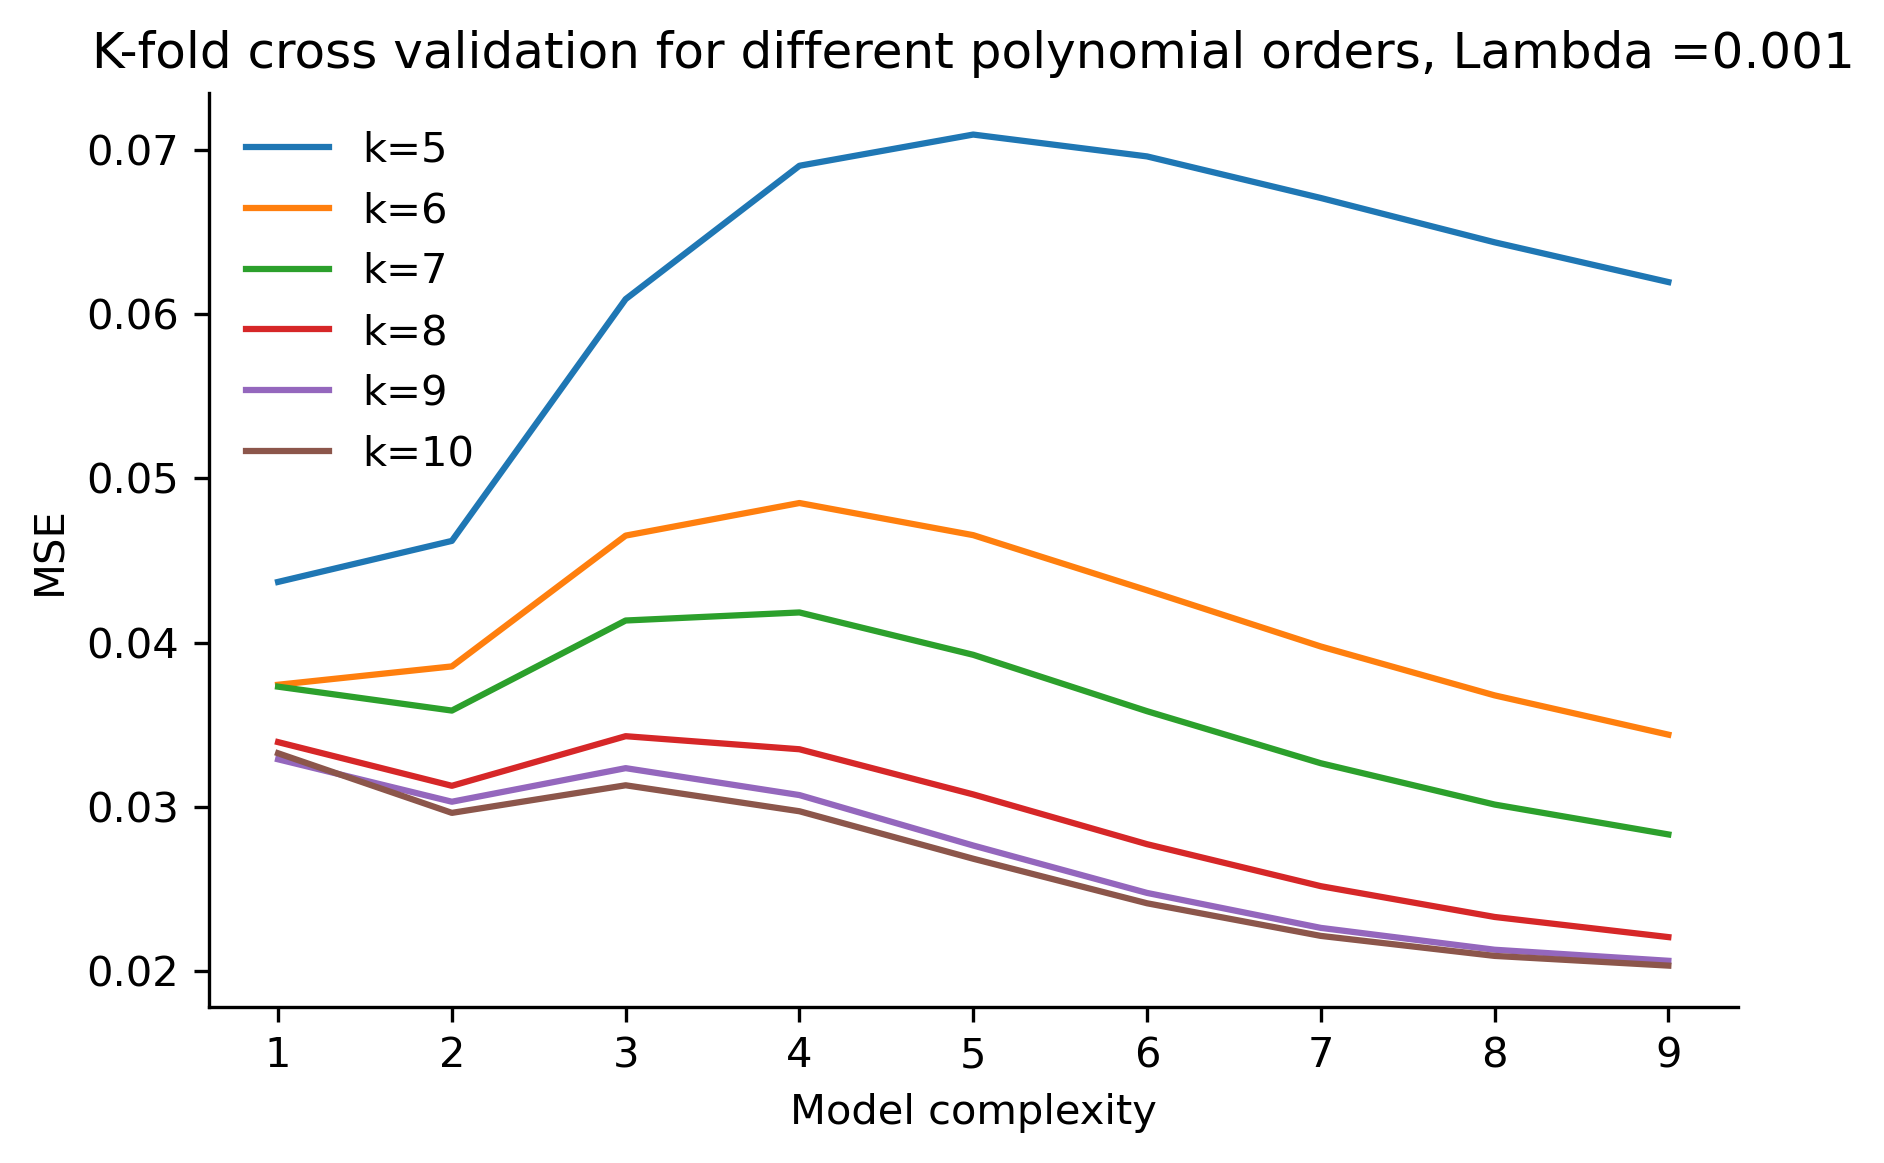 K-fold cross validation for different polynomial orders, Lambda =0.001
k=5
k=6
k=7
k=8
k=9
k=10
0.07
0.06
0.05
0.04
0.03
0.02
MSE
1 2 3 4 5 6 7 8 9
Model complexity